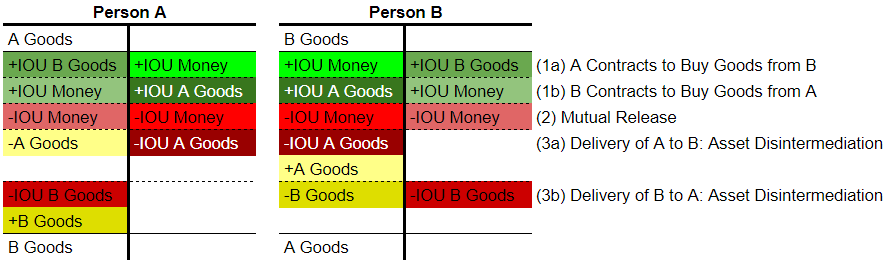 Person A Person B
A Goods B Goods
+IOU B Goods +IOU Money +IOU Money +IOU B Goods (1a) A Contracts to Buy Goods from B
+IOU Money +IOU A Goods +IOU A Goods +IOU Money (1b) B Contracts to Buy Goods from A
-IOU Money -IOU Money -IOU Money -IOU Money (2) Mutual Release
-A Goods -IOU A Goods -IOU A Goods (3a) Delivery of A to B: Asset Disintermediation
+A Goods
-IOU B Goods -B Goods -IOU B Goods (3b) Delivery of B to A: Asset Disintermediation
+B Goods
B Goods A Goods